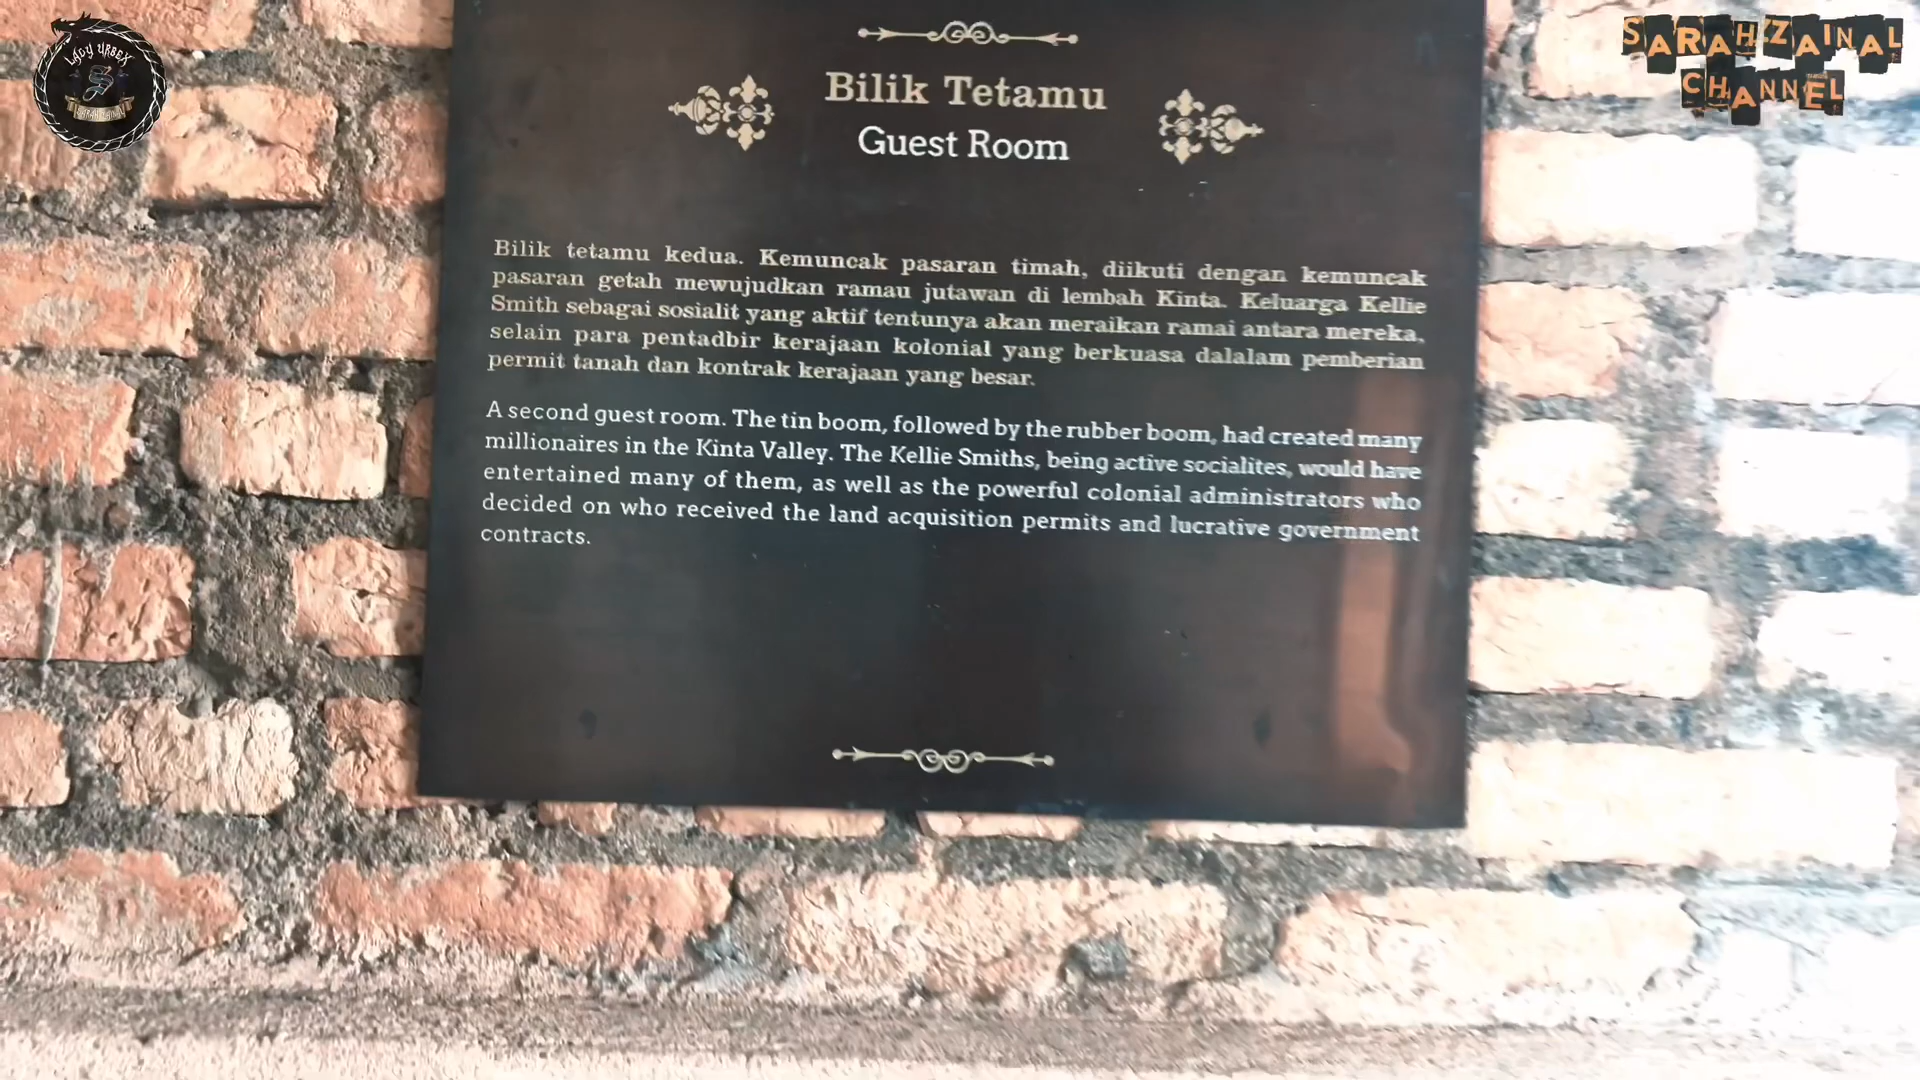 LADY URBEX
SARAH ZAINAL
CHANNEL
Bilik Tetamu
Guest Room
Bilik tetamu kedua. Kemuncak pasaran timah, diikuti dengan kemuncak
pasaran getah mewujudkan ramau jutawan di lembah Kinta. Keluarga Kellie
Smith sebagai sosialit yang aktif tentunya akan meraikan ramai antara mereka,
selain para pentadbir kerajaan kolonial yang berkuasa dalalam pemberian
permit tanah dan kontrak kerajaan yang besar.
A second guest room. The tin boom, followed by the rubber boom, had created many
millionaires in the Kinta Valley. The Kellie Smiths, being active socialites, would have
entertained many of them, as well as the powerful colonial administrators who
decided on who received the land acquisition permits and lucrative government
contracts.